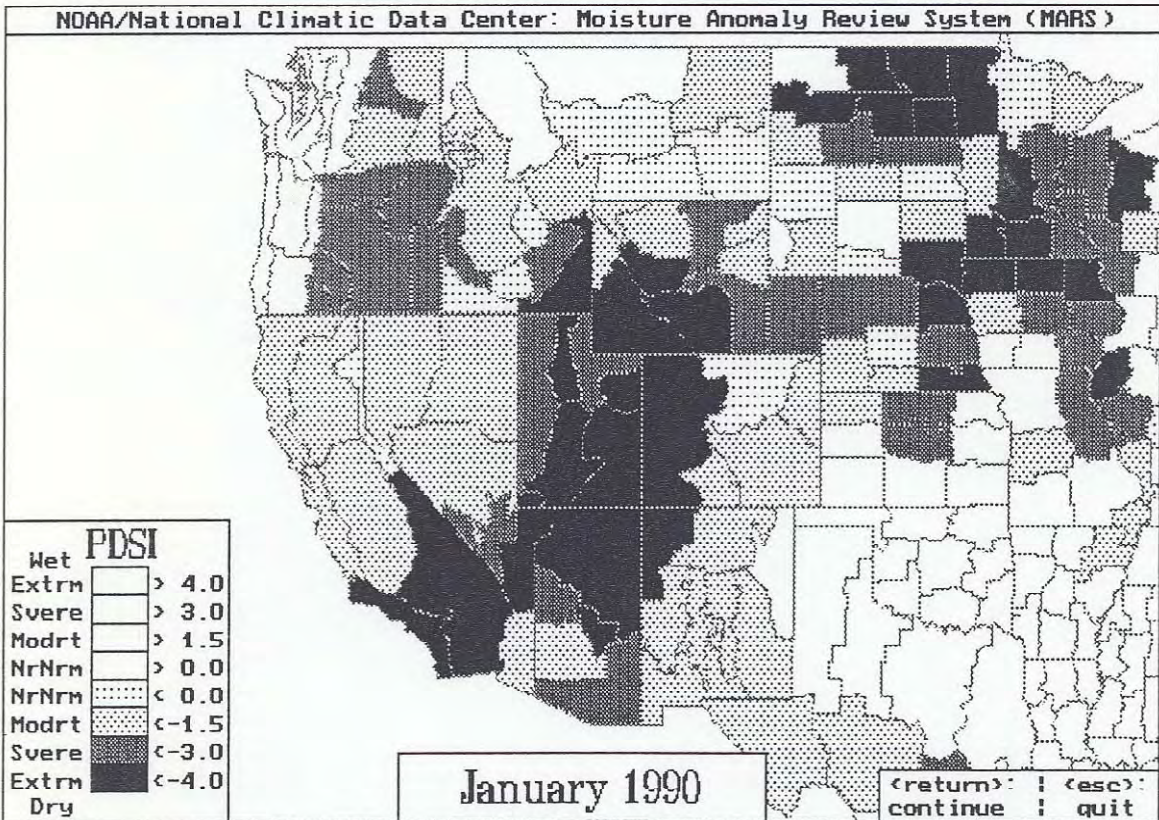 NOAA/National Climatic Data Center: Moisture Anomaly Review System (MARS)
PDSI
Wet
Extrm > 4.0
Svere > 3.0
Modrt > 1.5
NrNrm > 0.0
NrNrm < 0.0
Modrt <-1.5
Svere <-3.0
Extrm <-4.0
Dry
January 1990
<return>: ¦ <esc>:
continue ¦ quit